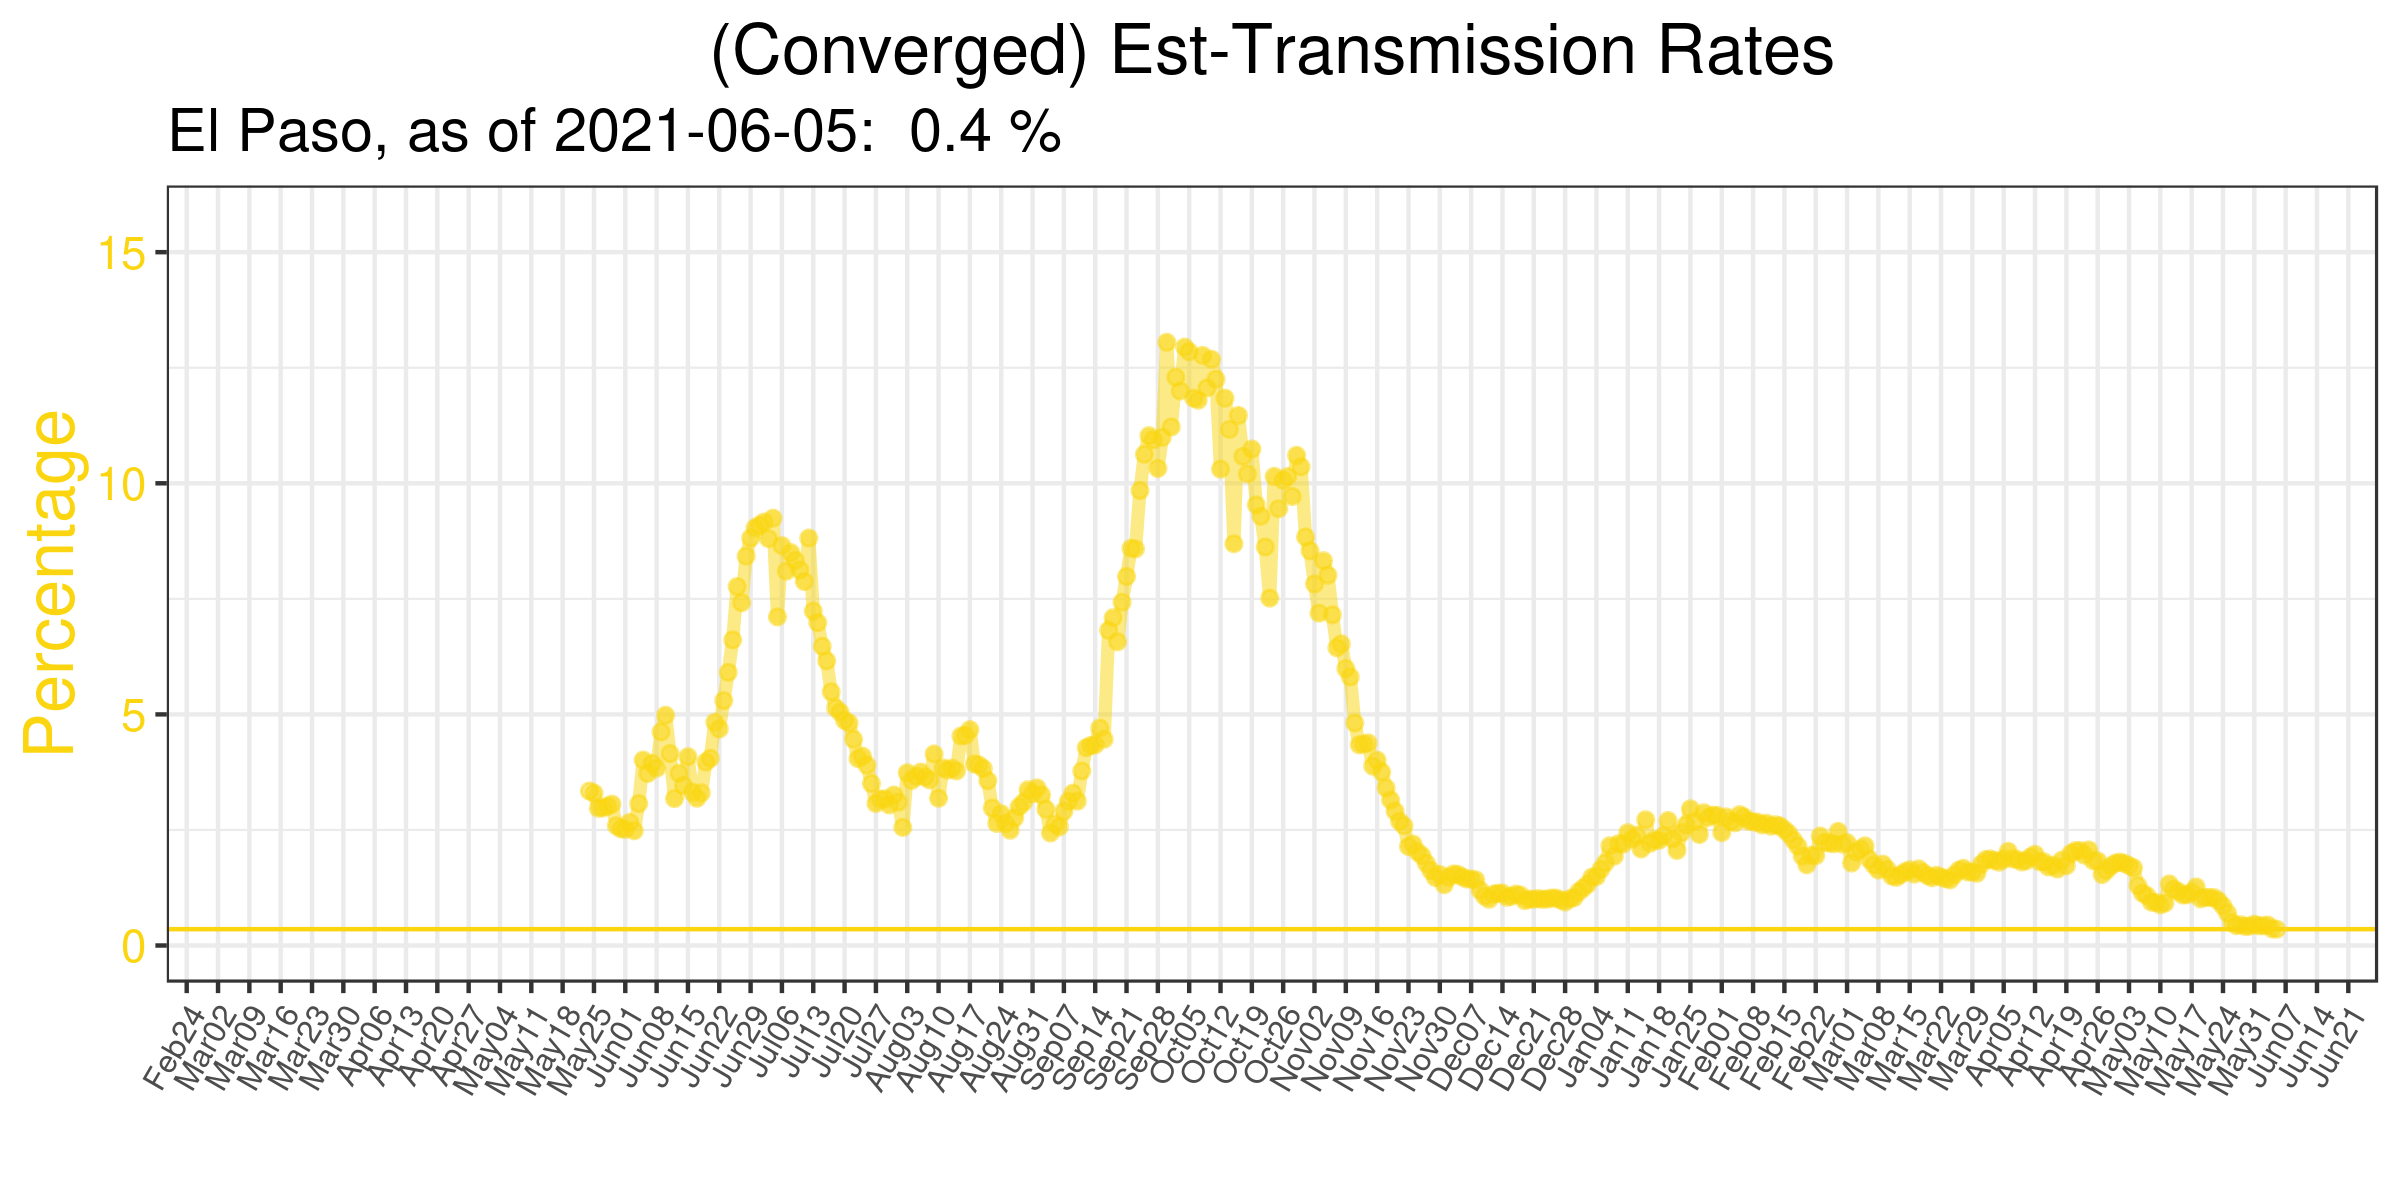 (Converged) Est-Transmission Rates
El Paso, as of 2021-06-05:  0.4 %
Percentage
15
10
5
0
Feb24
Mar02
Mar09
Mar16
Mar23
Mar30
Apr06
Apr13
Apr20
Apr27
May04
May11
May18
May25
Jun01
Jun08
Jun15
Jun22
Jun29
Jul06
Jul13
Jul20
Jul27
Aug03
Aug10
Aug17
Aug24
Aug31
Sep07
Sep14
Sep21
Sep28
Oct05
Oct12
Oct19
Oct26
Nov02
Nov09
Nov16
Nov23
Nov30
Dec07
Dec14
Dec21
Dec28
Jan04
Jan11
Jan18
Jan25
Feb01
Feb08
Feb15
Feb22
Mar01
Mar08
Mar15
Mar22
Mar29
Apr05
Apr12
Apr19
Apr26
May03
May10
May17
May24
May31
Jun07
Jun14
Jun21